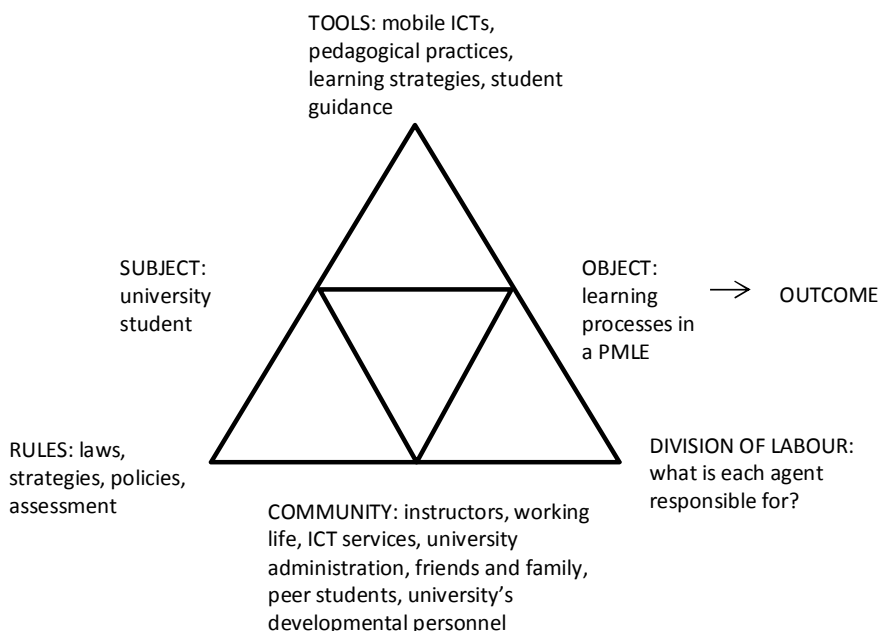 TOOLS: mobile ICTs,
pedagogical practices,
learning strategies, student
guidance
SUBJECT:
university
student
OBJECT:
learning
processes in
a PMLE
OUTCOME
RULES: laws,
strategies, policies,
assessment
COMMUNITY: instructors, working
life, ICT services, university
administration, friends and family,
peer students, university’s
developmental personnel
DIVISION OF LABOUR:
what is each agent
responsible for?